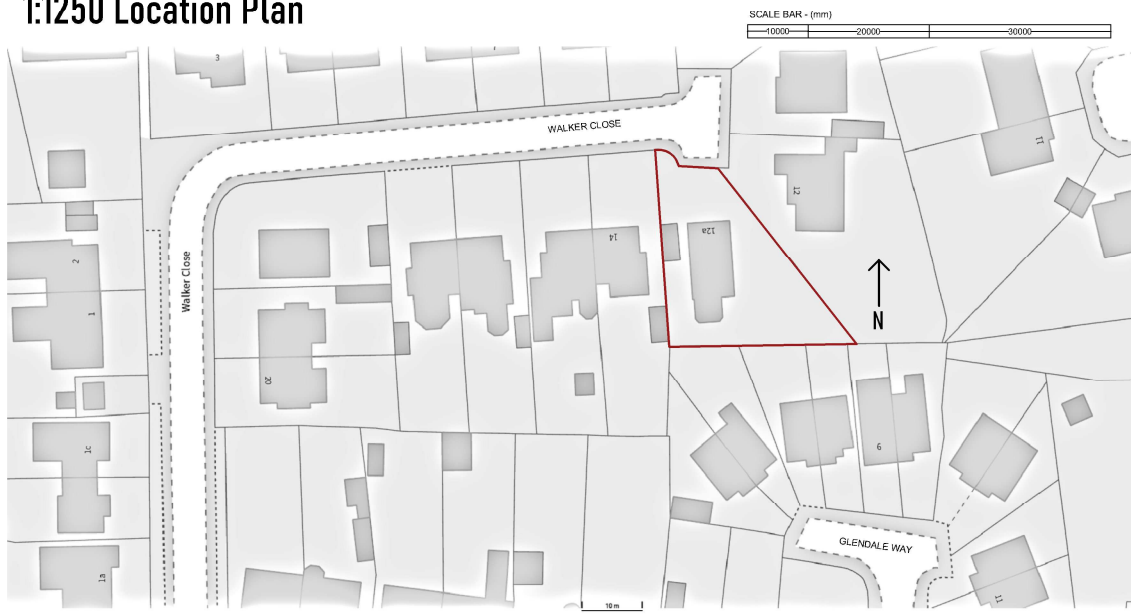 1:1250 Location Plan
SCALE BAR - (mm)
10000
20000
30000
3
WALKER CLOSE
11
12
2
14
12a
Walker Close
N
1
20
9
1c
GLENDALE WAY
1a
11
10 m